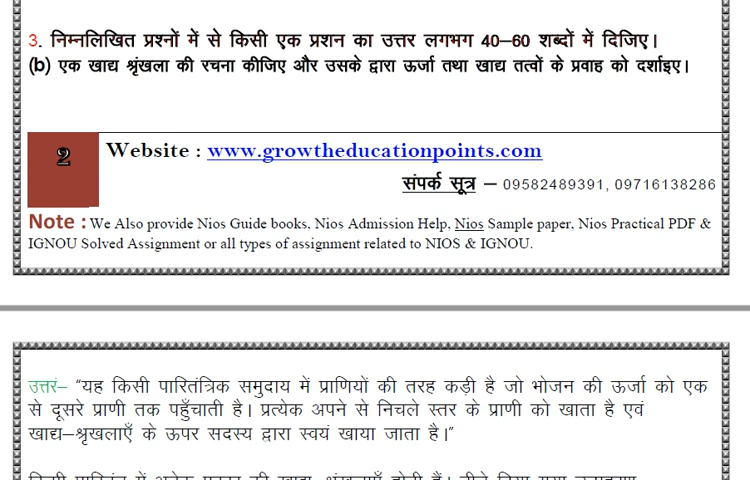 3. निम्नलिखित प्रश्नों में से किसी एक प्रशन का उत्तर लगभग 40–60 शब्दों में दिजिए।
(b) एक खाद्य श्रृंखला की रचना कीजिए और उसके द्वारा ऊर्जा तथा खाद्य तत्वों के प्रवाह को दर्शाइए।
2
Website : www.growtheducationpoints.com
संपर्क सूत्र – 09582489391, 09716138286
Note : We Also provide Nios Guide books, Nios Admission Help, Nios Sample paper, Nios Practical PDF &
IGNOU Solved Assignment or all types of assignment related to NIOS & IGNOU.
उत्तरं– “यह किसी पारितंत्रिक समुदाय में प्राणियों की तरह कड़ी है जो भोजन की ऊर्जा को एक
से दूसरे प्राणी तक पहुँचाती है। प्रत्येक अपने से निचले स्तर के प्राणी को खाता है एवं
खाद्य–श्रृखलाएँ के ऊपर सदस्य द्वारा स्वयं खाया जाता है।”